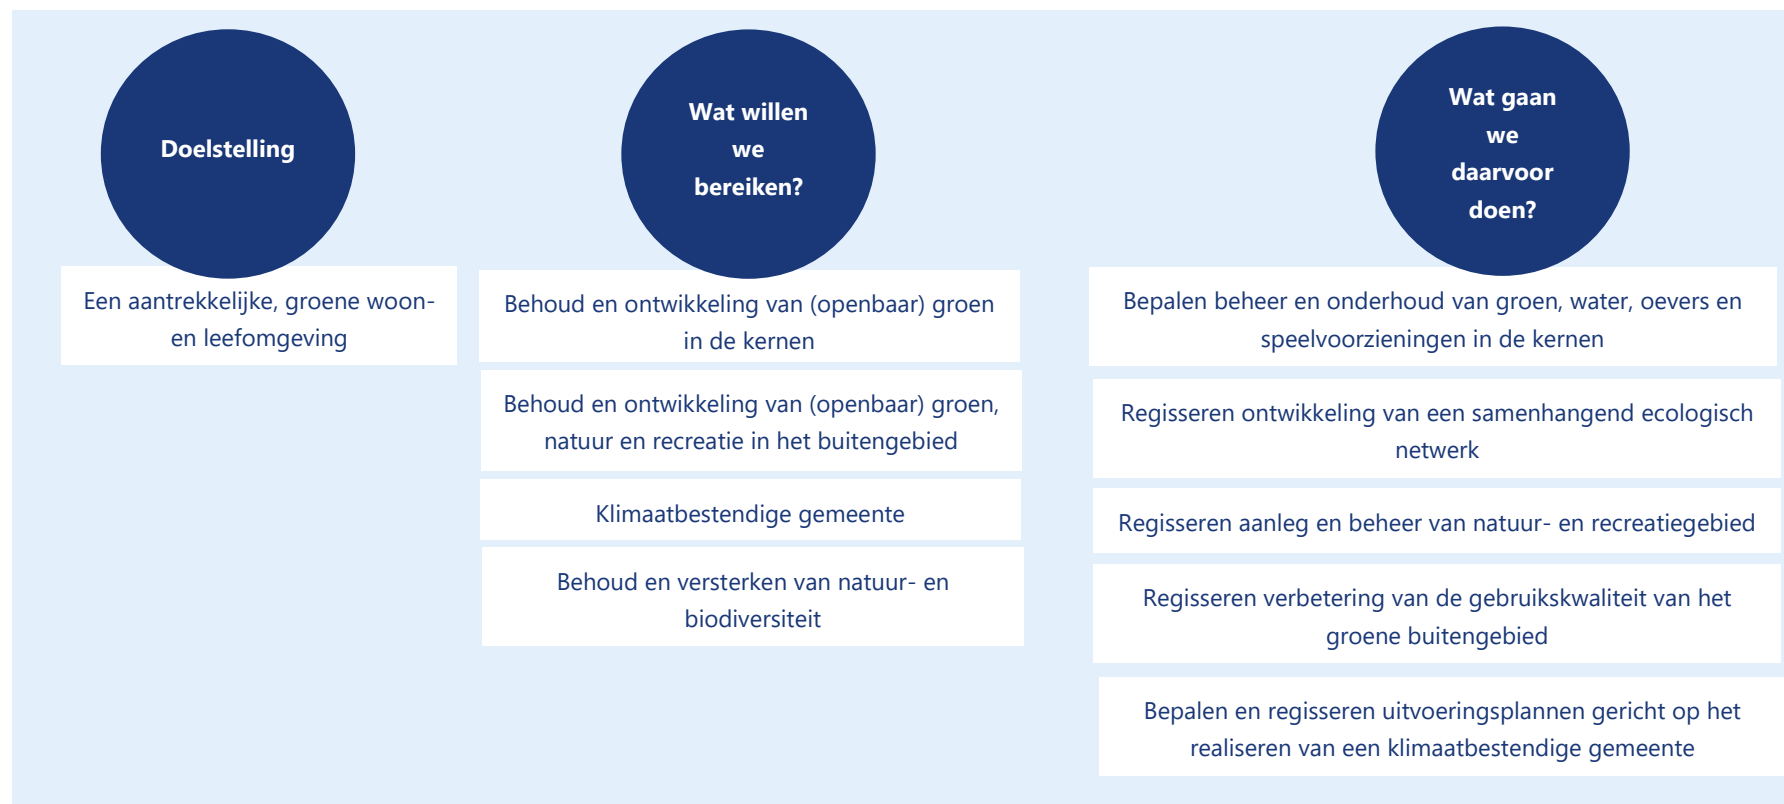 Doelstelling
Een aantrekkelijke, groene woon-
en leefomgeving
Wat willen
we
bereiken?
Behoud en ontwikkeling van (openbaar) groen
in de kernen
Behoud en ontwikkeling van (openbaar) groen,
natuur en recreatie in het buitengebied
Klimaatbestendige gemeente
Behoud en versterken van natuur- en
biodiversiteit
Wat gaan
we
daarvoor
doen?
Bepalen beheer en onderhoud van groen, water, oevers en
speelvoorzieningen in de kernen
Regisseren ontwikkeling van een samenhangend ecologisch
netwerk
Regisseren aanleg en beheer van natuur- en recreatiegebied
Regisseren verbetering van de gebruikskwaliteit van het
groene buitengebied
Bepalen en regisseren uitvoeringsplannen gericht op het
realiseren van een klimaatbestendige gemeente